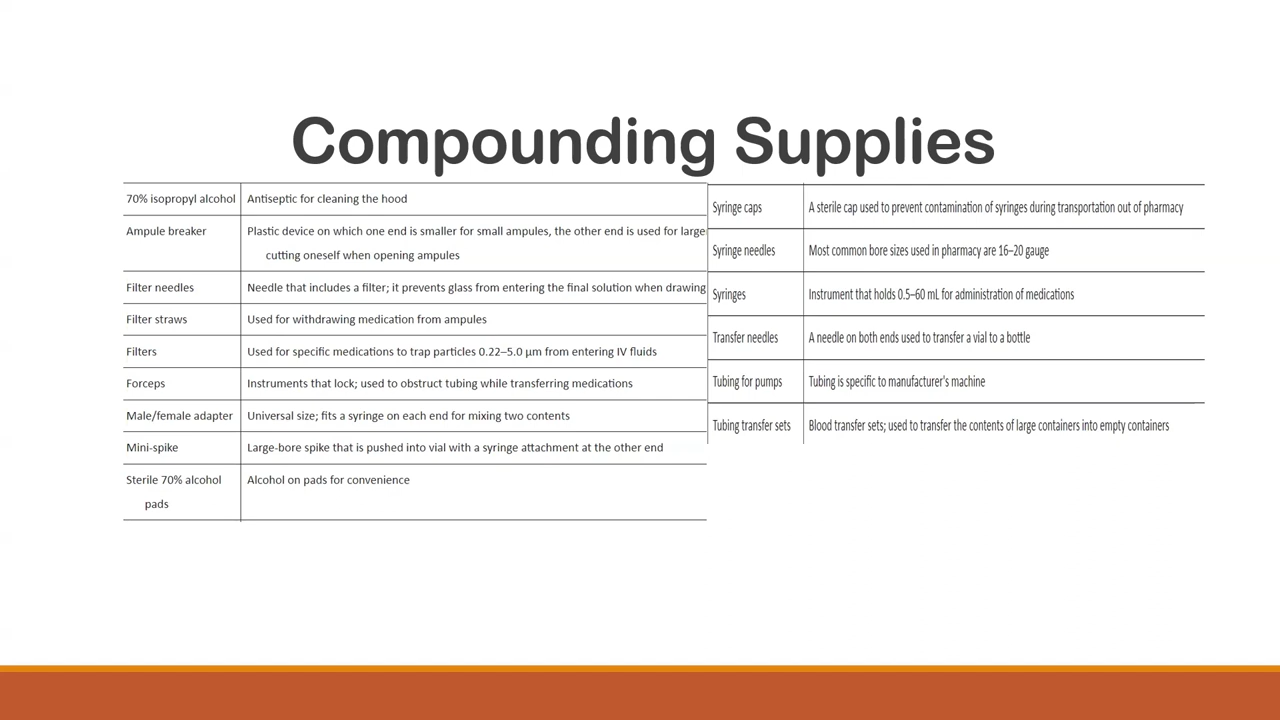 Compounding Supplies
70% isopropyl alcohol Antiseptic for cleaning the hood
Ampule breaker Plastic device on which one end is smaller for small ampules, the other end is used for large
cutting oneself when opening ampules
Filter needles Needle that includes a filter; it prevents glass from entering the final solution when drawing
Filter straws Used for withdrawing medication from ampules
Filters Used for specific medications to trap particles 0.22–5.0 µm from entering IV fluids
Forceps Instruments that lock; used to obstruct tubing while transferring medications
Male/female adapter Universal size; fits a syringe on each end for mixing two contents
Mini-spike Large-bore spike that is pushed into vial with a syringe attachment at the other end
Sterile 70% alcohol Alcohol on pads for convenience
pads
Syringe caps A sterile cap used to prevent contamination of syringes during transportation out of pharmacy
Syringe needles Most common bore sizes used in pharmacy are 16–20 gauge
Syringes Instrument that holds 0.5–60 mL for administration of medications
Transfer needles A needle on both ends used to transfer a vial to a bottle
Tubing for pumps Tubing is specific to manufacturer's machine
Tubing transfer sets Blood transfer sets; used to transfer the contents of large containers into empty containers